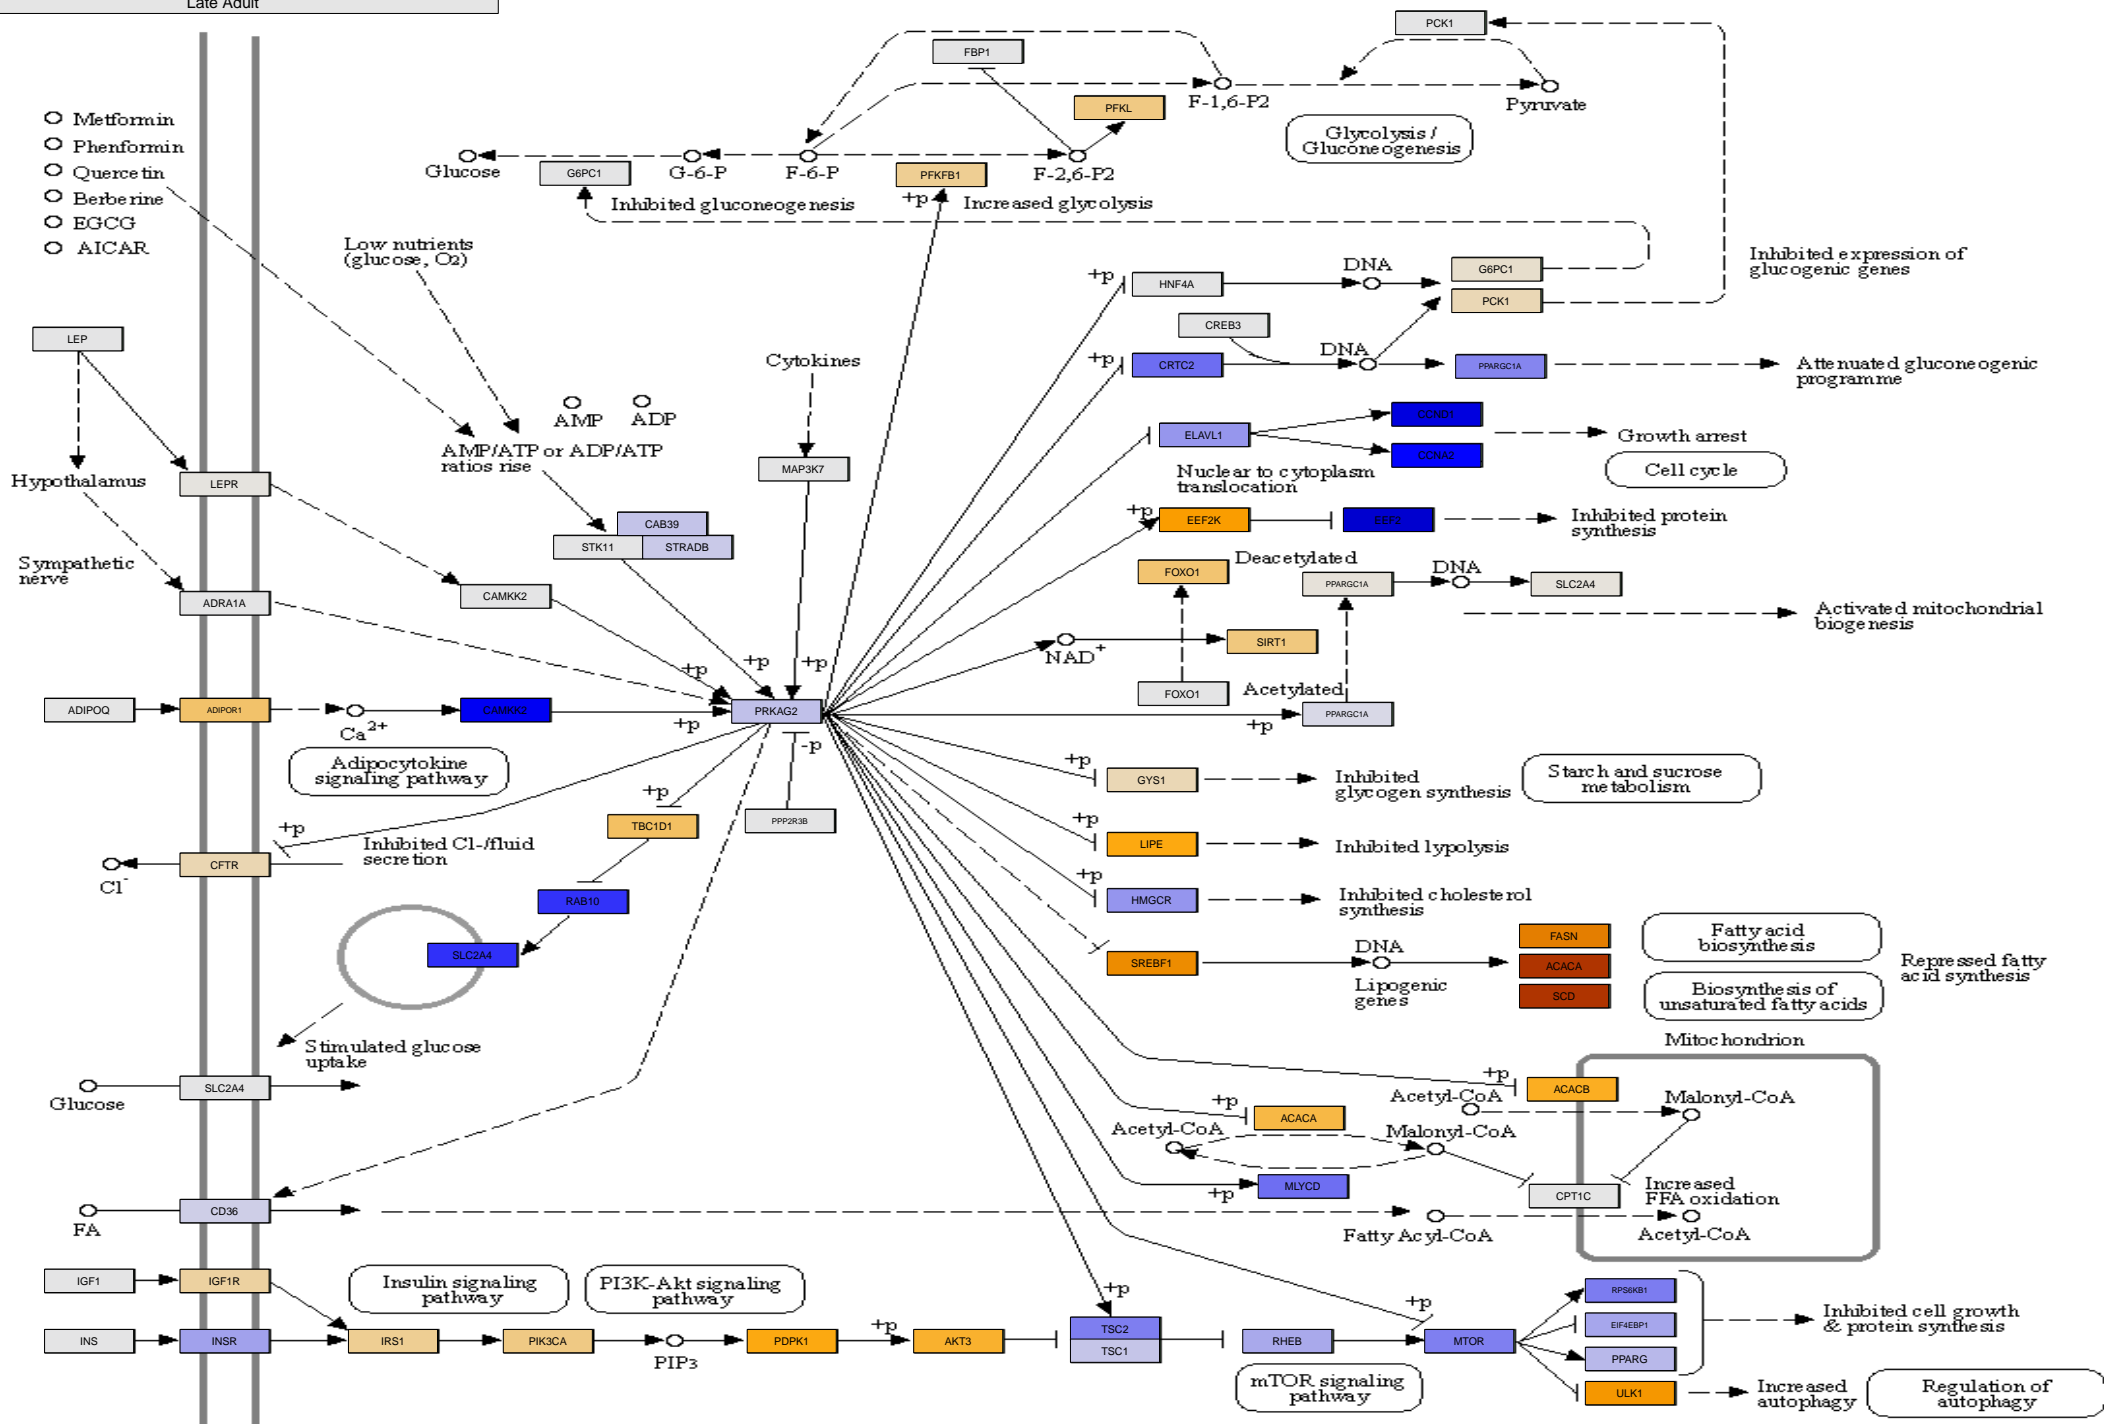 Late Adult
PCK1
FBP1
F-1,6-P2
Pyruvate
PFKL
Metformin
Phenformin
Quercetin
Berberine
EGCG
AICAR
Glycolysis /
Gluconeogenesis
Glucose
G6PC1
G-6-P
F-6-P
PFKFB1
F-2,6-P2
+p
Inhibited gluconeogenesis
Increased glycolysis
Low nutrients
(glucose, O2)
Inhibited expression of
glucogenic genes
+p
HNF4A
DNA
G6PC1
PCK1
CREB3
LEP
Cytokines
+p
CRTC2
DNA
PPARGC1A
Attenuated gluconeogenic
programme
AMP
ADP
AMP/ATP or ADP/ATP
ratios rise
ELAVL1
CCND1
CCNA2
Growth arrest
Cell cycle
Nuclear to cytoplasm
translocation
MAP3K7
Hypothalamus
LEPR
CAB39
STK11
STRADB
+p
EEF2K
EEF2
Inhibited protein
synthesis
Sympathetic
nerve
Deacetylated
FOXO1
PPARGC1A
DNA
SLC2A4
ADRA1A
CAMKK2
Activated mitochondrial
biogenesis
NAD+
SIRT1
+p
+p
+p
FOXO1
Acetylated
PPARGC1A
+p
ADIPOQ
ADIPOR1
Ca2+
CAMKK2
+p
PRKAG2
-p
Adipocytokine
signaling pathway
+p
GYS1
Inhibited
glycogen synthesis
Starch and sucrose
metabolism
+p
TBC1D1
PPP2R3B
+p
LIPE
Inhibited lypolysis
+p
Inhibited Cl-/fluid
secretion
Cl-
CFTR
RAB10
SLC2A4
+p
HMGCR
Inhibited cholesterol
synthesis
SREBF1
DNA
Lipogenic
genes
FASN
ACACA
SCD
Fatty acid
biosynthesis
Biosynthesis of
unsaturated fatty acids
Repressed fatty
acid synthesis
Stimulated glucose
uptake
Mitochondrion
Glucose
SLC2A4
+p
ACACB
Acetyl-CoA
Malonyl-CoA
+p
ACACA
Acetyl-CoA
Malonyl-CoA
+p
MLYCD
CPT1C
Increased
FFA oxidation
FA
CD36
Fatty Acyl-CoA
Acetyl-CoA
IGF1
IGF1R
Insulin signaling
pathway
PI3K-Akt signaling
pathway
+p
+p
RPS6KB1
EIF4EBP1
PPARG
ULK1
Inhibited cell growth
& protein synthesis
INS
INSR
IRS1
PIK3CA
PIP3
PDPK1
+p
AKT3
TSC2
TSC1
RHEB
MTOR
mTOR signaling
pathway
Increased
autophagy
Regulation of
autophagy